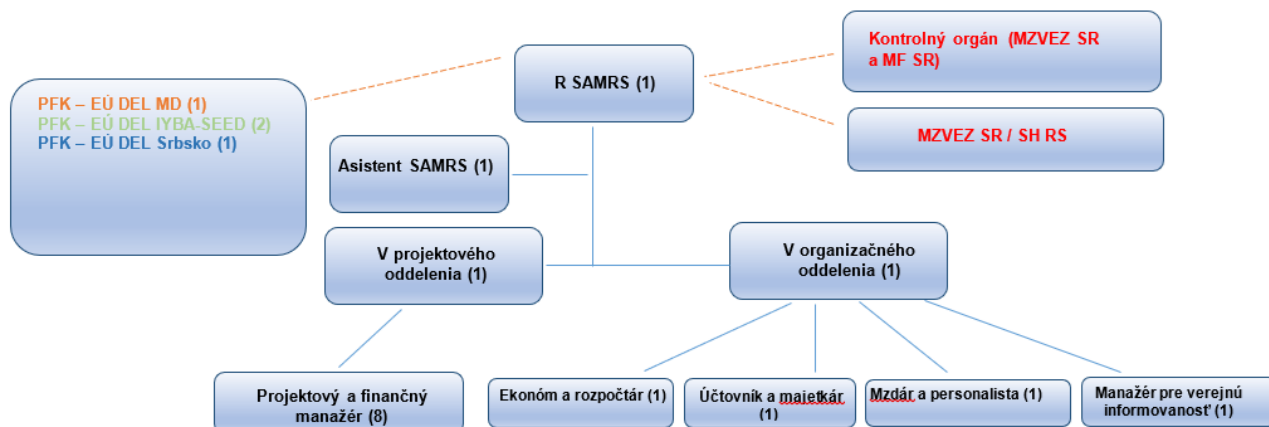 Kontrolný orgán (MZVEZ SR
a MF SR)
R SAMRS (1)
PFK – EÚ DEL MD (1)
PFK – EÚ DEL IYBA-SEED (2)
PFK – EÚ DEL Srbsko (1)
MZVEZ SR / SH RS
Asistent SAMRS (1)
V projektového
oddelenia (1)
V organizačného
oddelenia (1)
Projektový a finančný
manažér (8)
Ekonóm a rozpočtár (1)
Účtovník a majetkár
(1)
Mzdár a personalista (1)
Manažér pre verejnú
informovanosť (1)